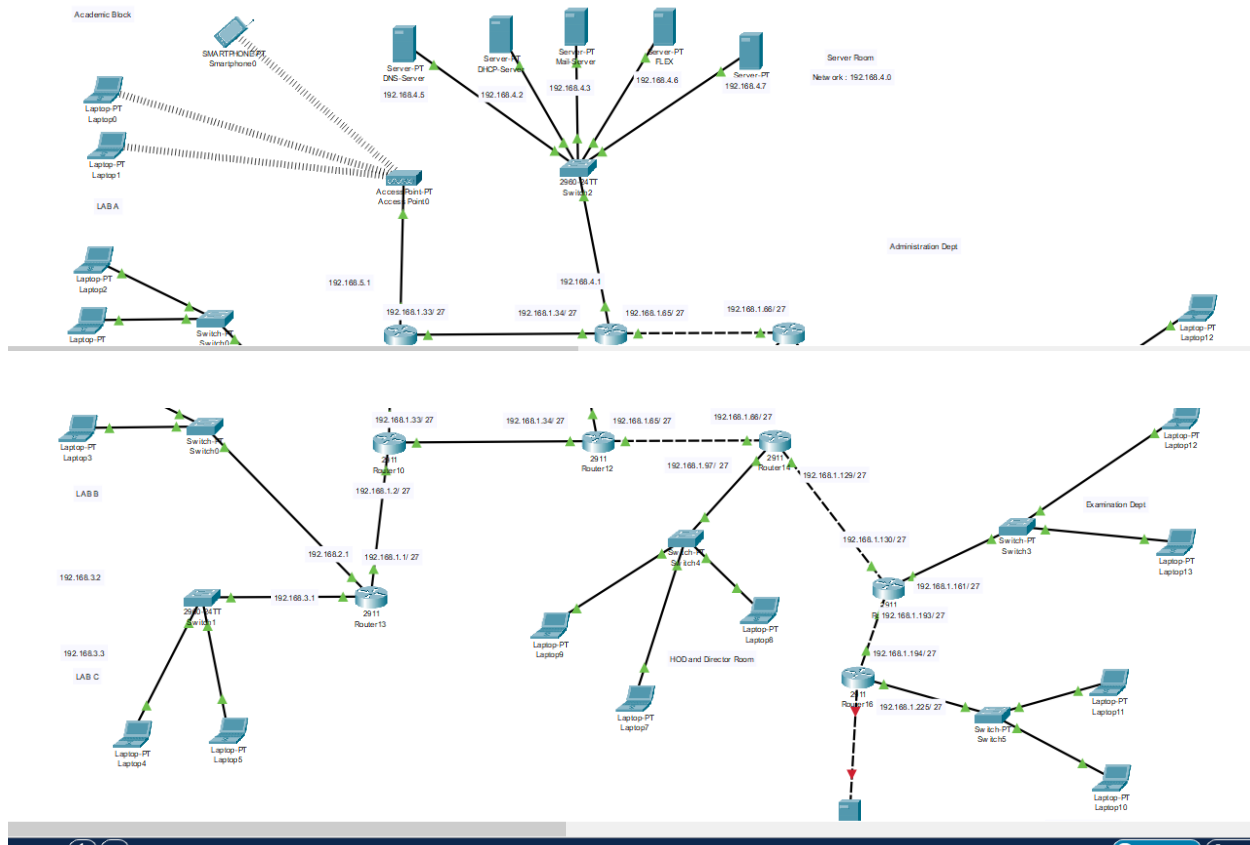 Academic Block
SMARTPHONE-PT
Smartphone0
Server-PT
DNS-Server
192.168.4.5
Server-PT
DHCP-Server
192.168.4.2
Server-PT
Mail-Server
192.168.4.3
Server-PT
FLEX
192.168.4.6
Server-PT
192.168.4.7
Server Room
Network : 192.168.4.0
Laptop-PT
Laptop0
Laptop-PT
Laptop1
LAB A
AccessPoint-PT
Access Point0
2960-24TT
Switch2
Administration Dept
Laptop-PT
Laptop2
192.168.5.1
192.168.4.1
192.168.1.33/ 27
192.168.1.34/ 27
192.168.1.65/ 27
192.168.1.66/ 27
Laptop-PT
Switch-PT
Switch0
Laptop-PT
Laptop12
192.168.1.33/ 27
192.168.1.34/ 27
192.168.1.65/ 27
192.168.1.66/ 27
Laptop-PT
Laptop3
Switch-PT
Switch0
2911
Router10
2911
Router12
2911
Router14
Laptop-PT
Laptop12
LAB B
192.168.1.2/ 27
192.168.1.97/ 27
192.168.1.129/ 27
Examination Dept
192.168.2.1
192.168.1.1/ 27
Switch-PT
Switch4
192.168.1.130/ 27
Switch-PT
Switch3
Laptop-PT
Laptop13
192.168.3.2
192.168.3.1
2960-24TT
Switch1
2911
Router13
192.168.1.161/ 27
2911
192.168.1.193/ 27
Laptop-PT
Laptop9
Laptop-PT
Laptop8
192.168.3.3
LAB C
HOD and Director Room
192.168.1.194/ 27
2911
Router16
192.168.1.225/ 27
Laptop-PT
Laptop11
Laptop-PT
Laptop7
Switch-PT
Switch5
Laptop-PT
Laptop4
Laptop-PT
Laptop5
Laptop-PT
Laptop10